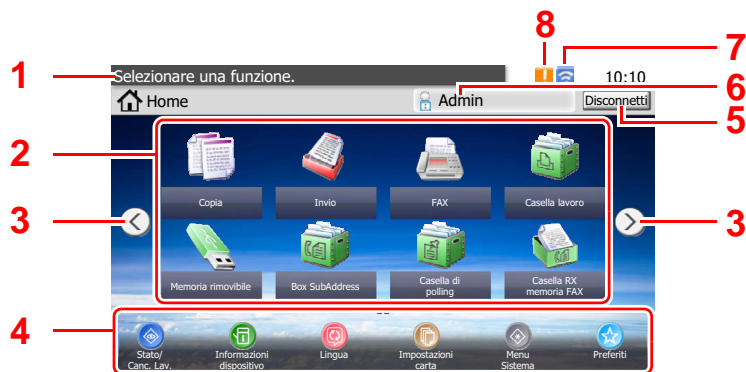 8
7
1
Selezionare una funzione.
10:10
6
Home
Admin
Disconnetti
5
2
Copia
Invio
FAX
Casella lavoro
3
3
Memoria rimovibile
Box SubAddress
Casella di
polling
Casella RX
memoria FAX
4
Stato/
Canc. Lav.
Informazioni
dispositivo
Lingua
Impostazioni
carta
Menu
Sistema
Preferiti